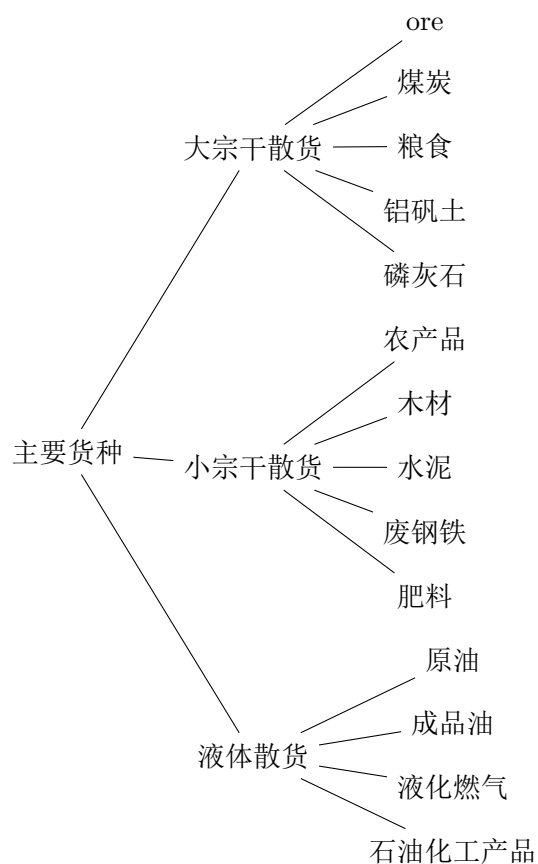 ore
煤炭
大宗干散货
粮食
铝矾土
磷灰石
农产品
木材
主要货种
小宗干散货
水泥
废钢铁
肥料
原油
成品油
液体散货
液化燃气
石油化工产品